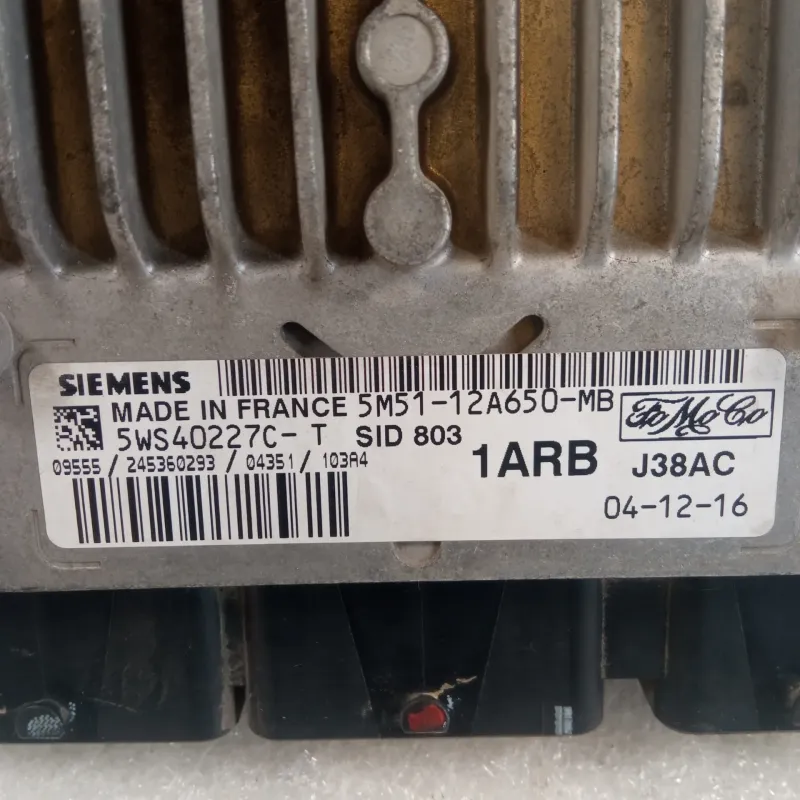 SIEMENS
MADE IN FRANCE 5M51-12A650-MB
FoMoCo
5WS40227C-T SID 803
1ARB J38AC
09555 / 245360293 / 04351 / 103A4
04-12-16